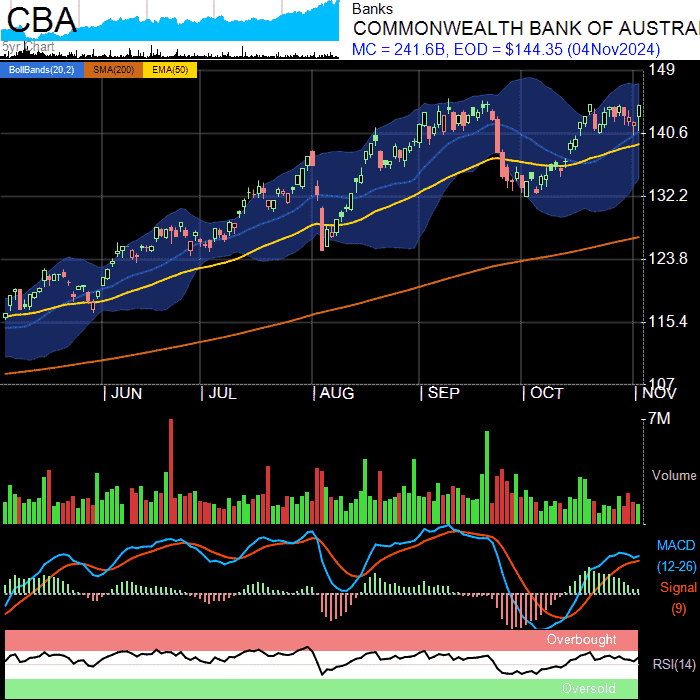 CBA
5yr Chart
Banks
COMMONWEALTH BANK OF AUSTRA
MC = 241.6B, EOD = $144.35 (04Nov2024)
BollBands(20,2) SMA(200) EMA(50)
149
140.6
132.2
123.8
115.4
107
JUN JUL AUG SEP OCT NOV
7M
Volume
MACD
(12-26)
Signal
(9)
Overbought
RSI(14)
Oversold